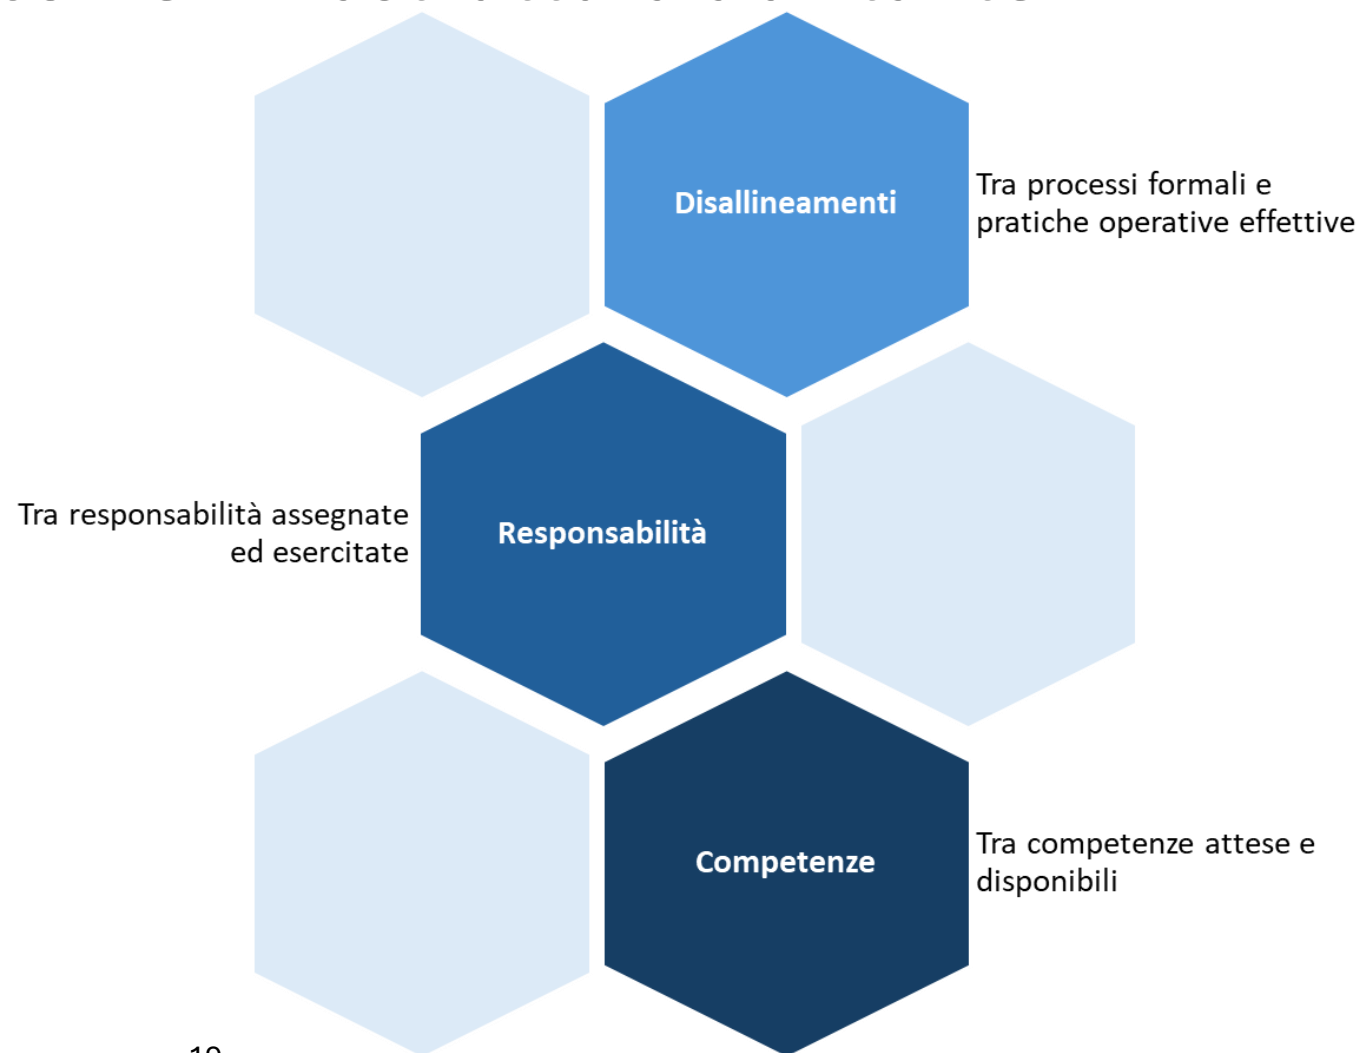 Disallineamenti
Tra processi formali e
pratiche operative effettive
Tra responsabilità assegnate
ed esercitate
Responsabilità
Competenze
Tra competenze attese e
disponibili